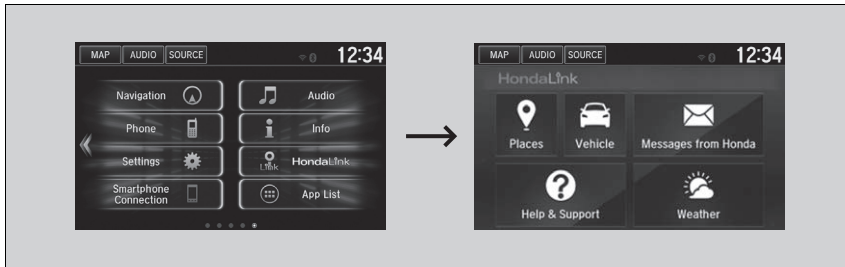 MAP AUDIO SOURCE 12:34
Navigation Audio
Phone Info
Settings Link HondaLink
Smartphone
Connection
App List
MAP AUDIO SOURCE 12:34
HondaLink
Places Vehicle Messages from Honda
Help & Support Weather